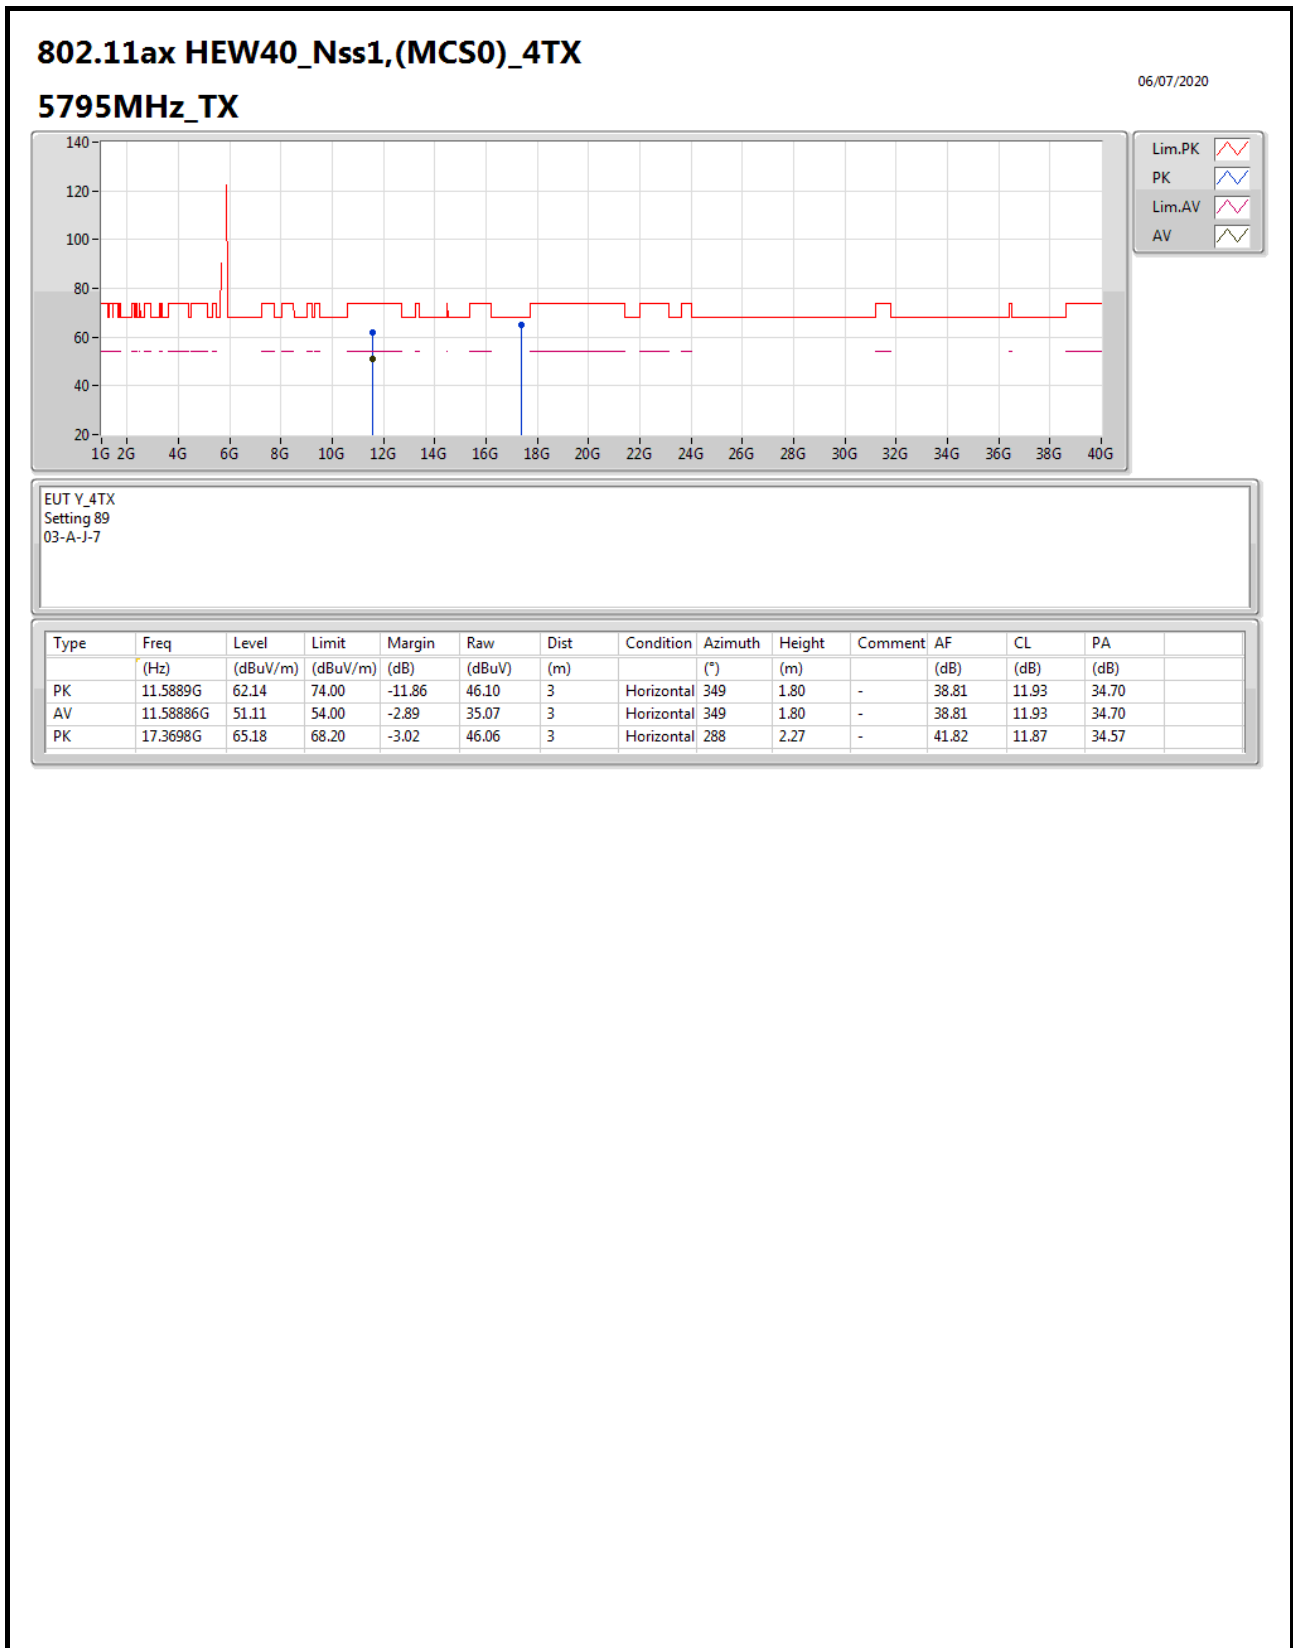 802.11ax HEW40_Nss1,(MCS0)_4TX
06/07/2020
5795MHz_TX
140
120
100
80
60
40
20
1G 2G 4G 6G 8G 10G 12G 14G 16G 18G 20G 22G 24G 26G 28G 30G 32G 34G 36G 38G 40G
Lim.PK
PK
Lim.AV
AV
EUT Y_4TX
Setting 89
03-A-J-7
Type Freq Level Limit Margin Raw Dist Condition Azimuth Height Comment AF CL PA
(Hz) (dBuV/m) (dBuV/m) (dB) (dBuV) (m) (°) (m) (dB) (dB) (dB)
PK 11.5889G 62.14 74.00 -11.86 46.10 3 Horizontal 349 1.80 - 38.81 11.93 34.70
AV 11.58886G 51.11 54.00 -2.89 35.07 3 Horizontal 349 1.80 - 38.81 11.93 34.70
PK 17.3698G 65.18 68.20 -3.02 46.06 3 Horizontal 288 2.27 - 41.82 11.87 34.57